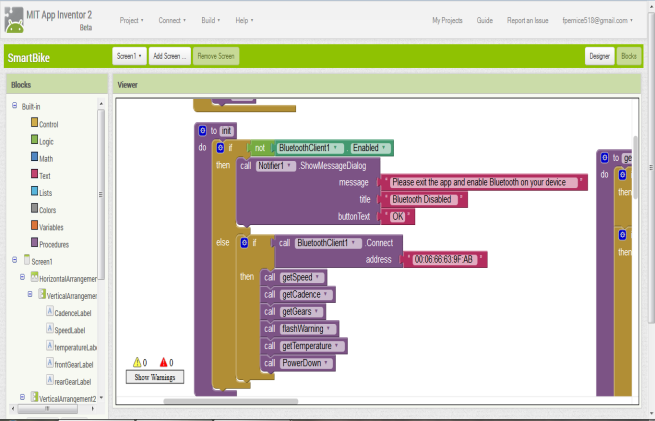 MIT App Inventor 2
Beta
Project Connect Build Help My Projects Guide Report an Issue fpernice518@gmail.com
SmartBike Screen1 Add Screen ... Remove Screen Designer Blocks
Blocks
Viewer
Built-in
Control
Logic
Math
Text
Lists
Colors
Variables
Procedures
Screen1
HorizontalArrangemer
VerticalArrangemer
CadenceLabel
SpeedLabel
temperatureLabe
frontGearLabel
rearGearLabel
VerticalArrangement2
to init
do if not BluetoothClient1 . Enabled
then call Notifier1 .ShowMessageDialog
message " Please exit the app and enable Bluetooth on your device "
title " Bluetooth Disabled "
buttonText " OK "
else if call BluetoothClient1 .Connect
address " 00:06:66:63:9F:AB "
then call getSpeed
call getCadence
call getGears
call flashWarning
call getTemperature
call PowerDown
to ge
do
then
then
0 0
Show Warnings